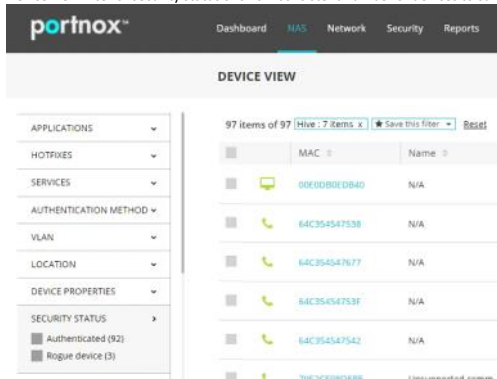 portnox™
Dashboard NAS Network Security Reports
DEVICE VIEW
97 items of 97 Hive : 7 items x ★ Save this filter Reset
APPLICATIONS
HOTFIXES
SERVICES
AUTHENTICATION METHOD
VLAN
LOCATION
DEVICE PROPERTIES
SECURITY STATUS
Authenticated (92)
Rogue device (3)
MAC Name
00E0DB0EDB4D N/A
64C354547538 N/A
64C354547677 N/A
64C35454753F N/A
64C354547542 N/A